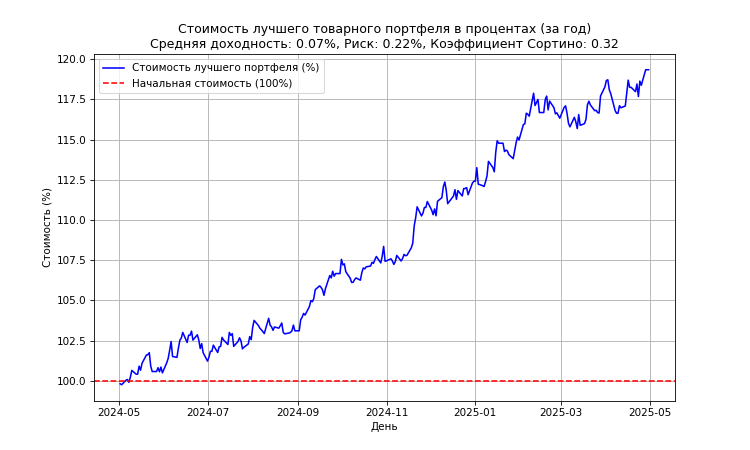 Стоимость лучшего товарного портфеля в процентах (за год)
Средняя доходность: 0.07%, Риск: 0.22%, Коэффициент Сортино: 0.32
Стоимость лучшего портфеля (%)
Начальная стоимость (100%)
Стоимость (%)
120.0
117.5
115.0
112.5
110.0
107.5
105.0
102.5
100.0
2024-05
2024-07
2024-09
2024-11
2025-01
2025-03
2025-05
День